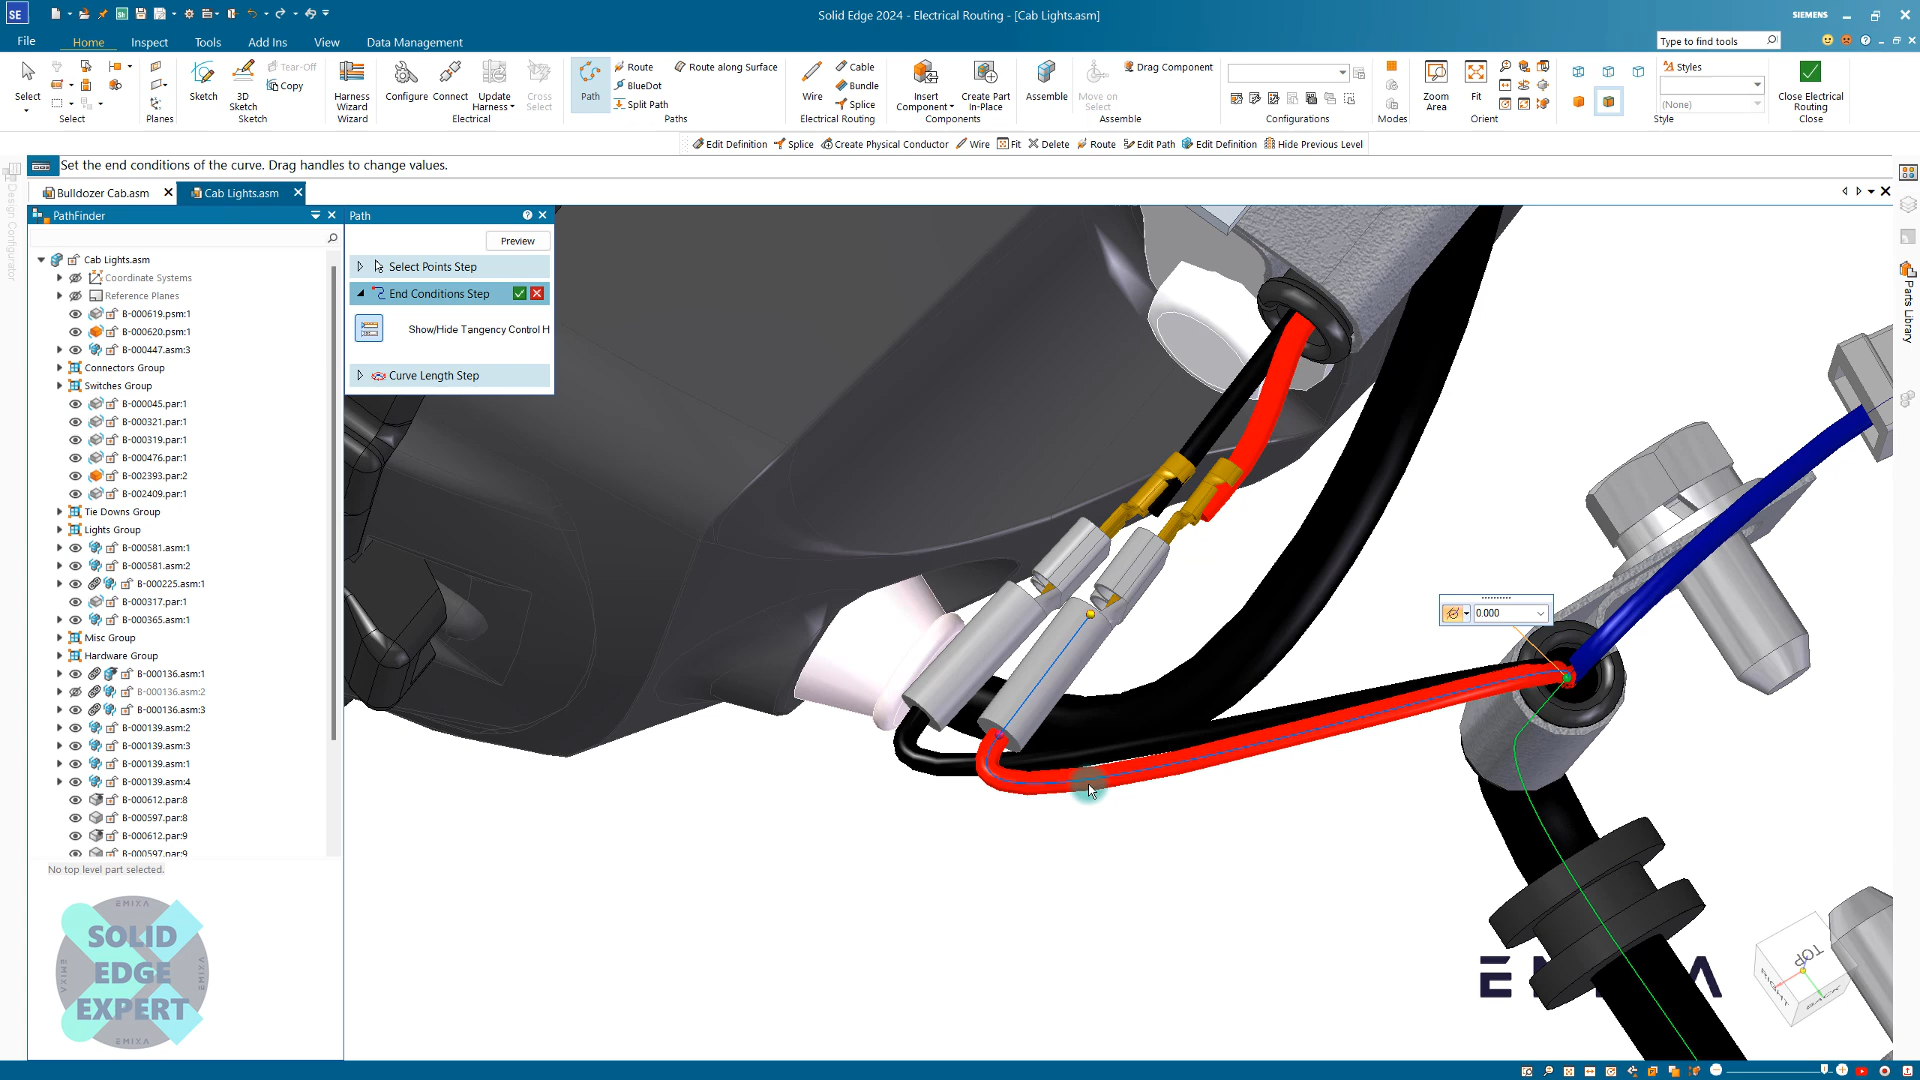 Solid Edge 2024 - Electrical Routing - [Cab Lights.asm]
SIEMENS
File
Home
Inspect
Tools
Add Ins
View
Data Management
Type to find tools
Select
Select
Planes
Sketch
3D
Sketch
Tear-Off
Copy
Sketch
Harness
Wizard
Harness
Wizard
Configure
Connect
Update
Harness
Cross
Select
Electrical
Path
Route
BlueDot
Split Path
Route along Surface
Paths
Wire
Cable
Bundle
Splice
Electrical Routing
Insert
Component
Create Part
In-Place
Components
Assemble
Move on
Select
Drag Component
Assemble
Configurations
Modes
Zoom
Area
Fit
Orient
Styles
(None)
Style
Close Electrical
Routing
Close
Edit Definition
Splice
Create Physical Conductor
Wire
Fit
Delete
Route
Edit Path
Edit Definition
Hide Previous Level
Set the end conditions of the curve. Drag handles to change values.
Bulldozer Cab.asm
Cab Lights.asm
Design Configurator
PathFinder
Cab Lights.asm
Coordinate Systems
Reference Planes
B-000619.psm:1
B-000620.psm:1
B-000447.asm:3
Connectors Group
Switches Group
B-000045.par:1
B-000321.par:1
B-000319.par:1
B-000476.par:1
B-002393.par:2
B-002409.par:1
Tie Downs Group
Lights Group
B-000581.asm:1
B-000581.asm:2
B-000225.asm:1
B-000317.par:1
B-000365.asm:1
Misc Group
Hardware Group
B-000136.asm:1
B-000136.asm:2
B-000136.asm:3
B-000139.asm:2
B-000139.asm:3
B-000139.asm:1
B-000139.asm:4
B-000612.par:8
B-000597.par:8
B-000612.par:9
B-000597.par:9
No top level part selected.
EMIXA
SOLID
EDGE
EXPERT
EMIXA
EMIXA
EMIXA
Path
Preview
Select Points Step
End Conditions Step
Show/Hide Tangency Control H
Curve Length Step
0.000
Parts Library
TOP
RIGHT
BACK